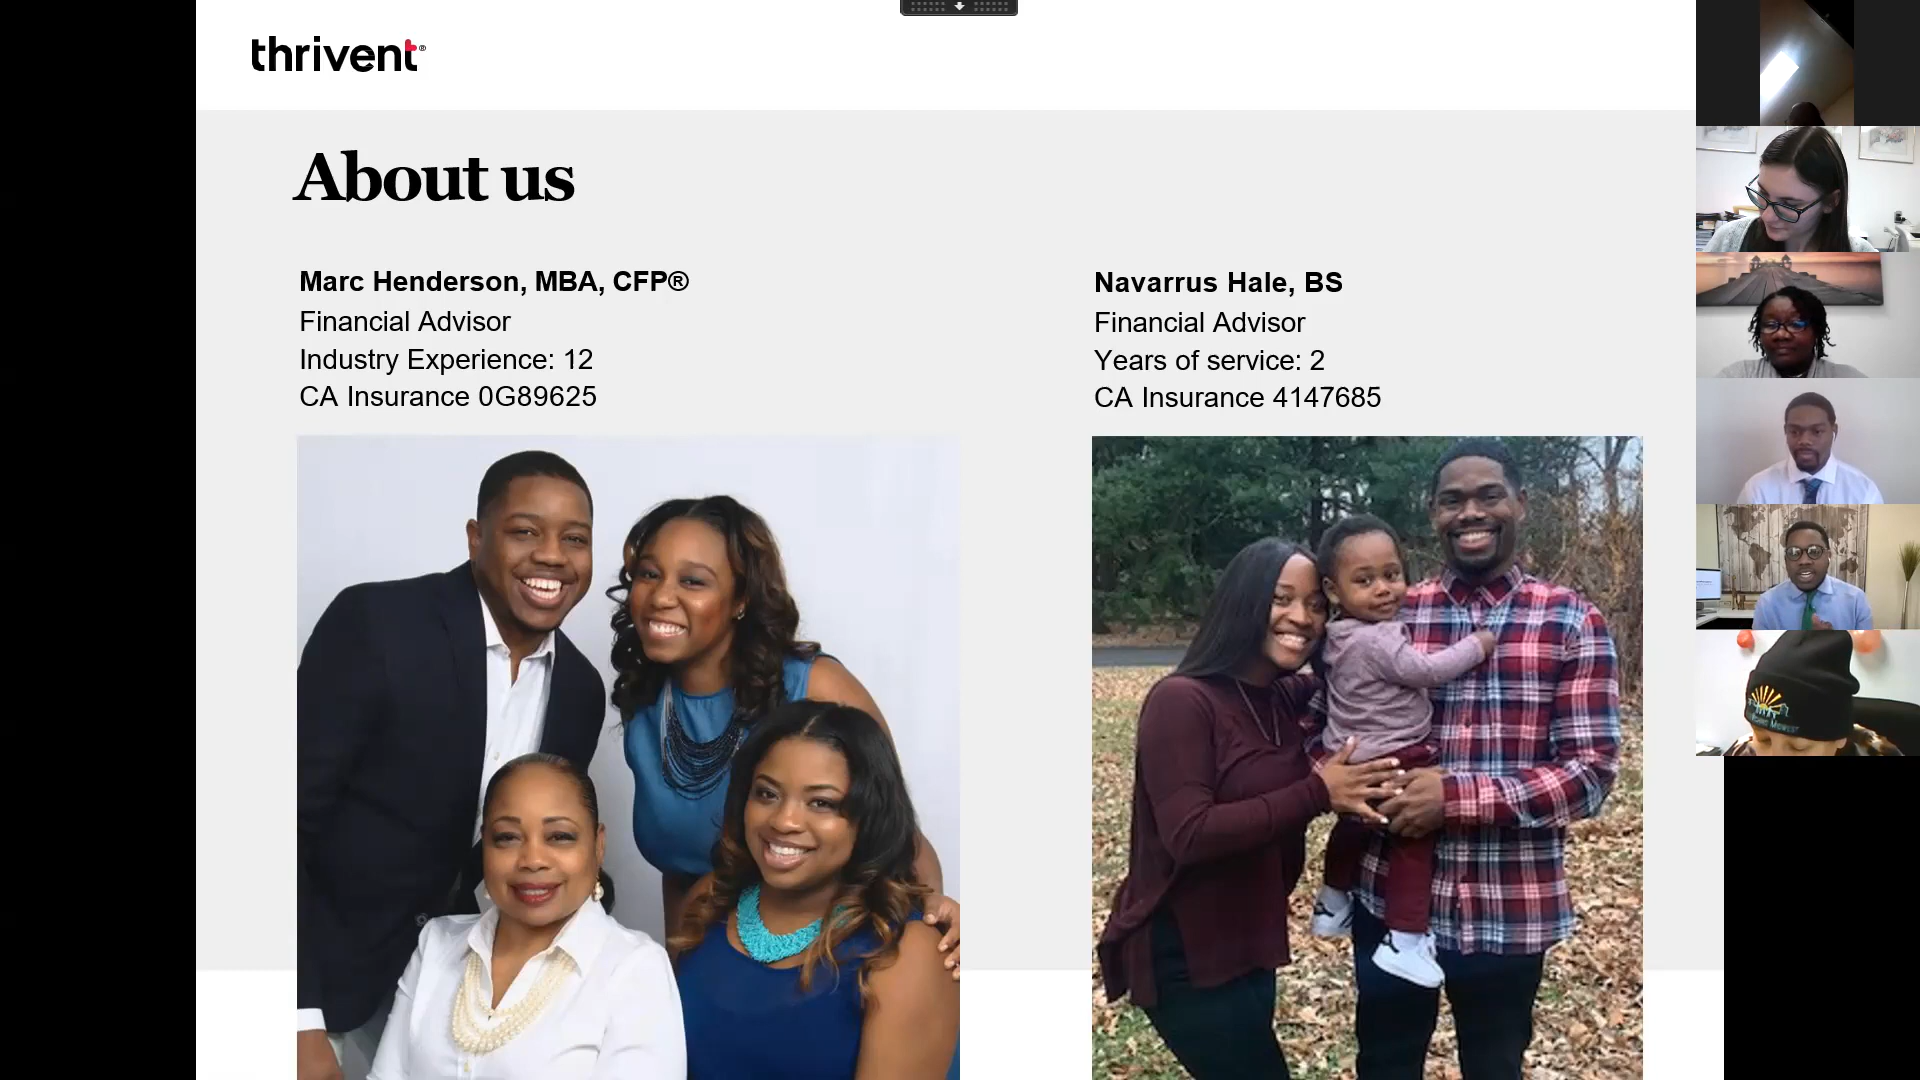 thrivent®
About us
Marc Henderson, MBA, CFP®
Financial Advisor
Industry Experience: 12
CA Insurance 0G89625
Navarrus Hale, BS
Financial Advisor
Years of service: 2
CA Insurance 4147685